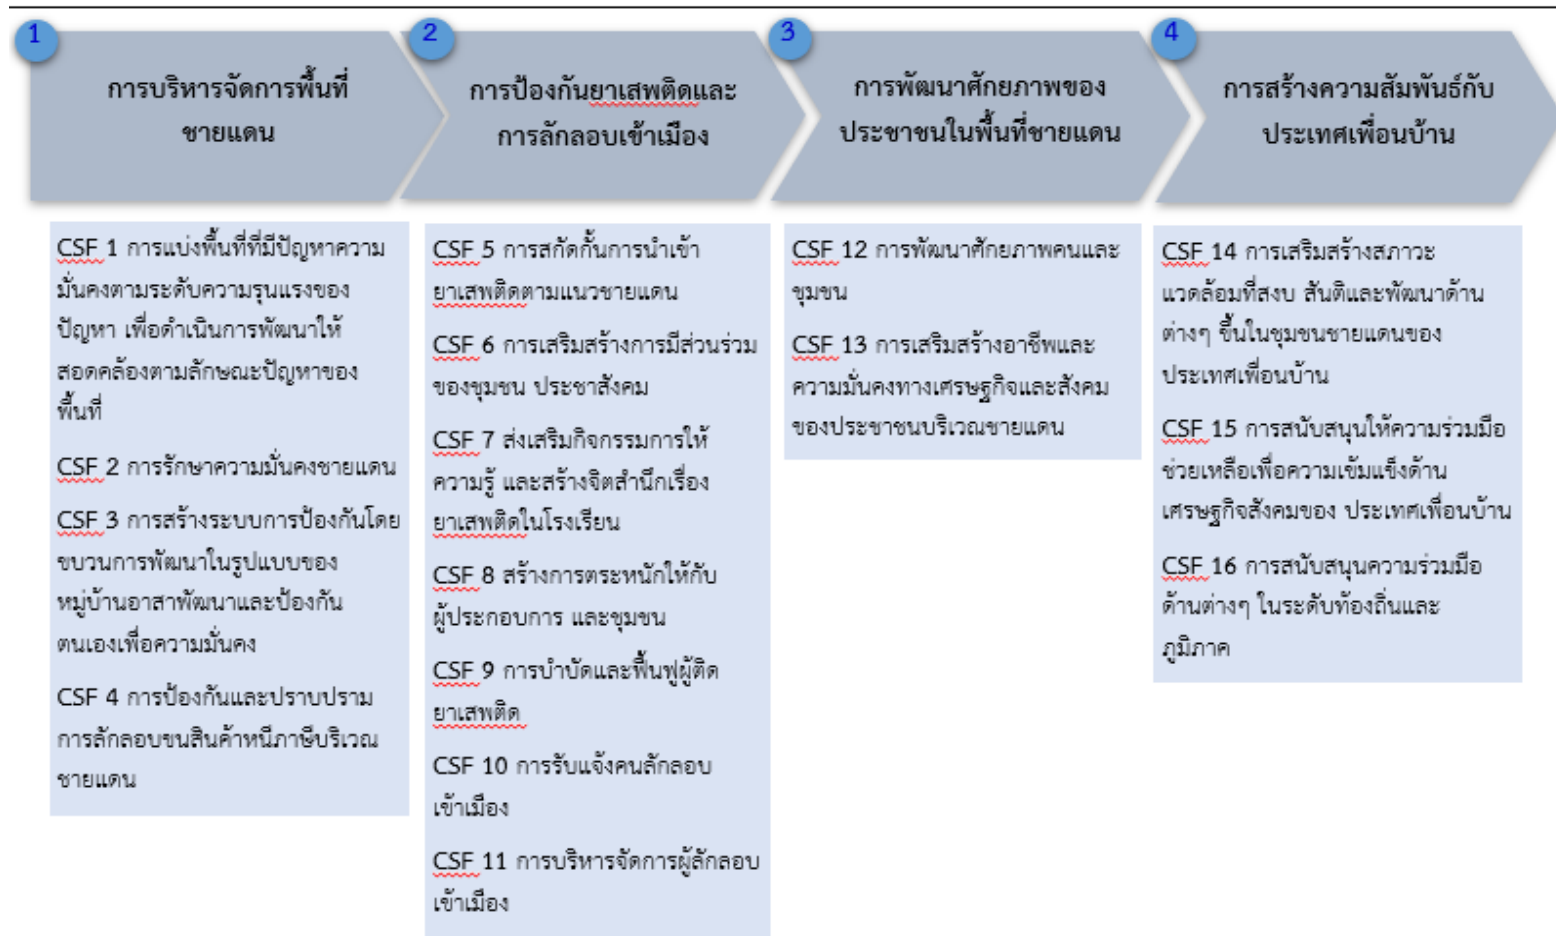 1
การบริหารจัดการพื้นที่
ชายแดน
2
การป้องกันยาเสพติดและ
การลักลอบเข้าเมือง
3
การพัฒนาศักยภาพของ
ประชาชนในพื้นที่ชายแดน
4
การสร้างความสัมพันธ์กับ
ประเทศเพื่อนบ้าน
CSF 1 การแบ่งพื้นที่ที่มีปัญหาความ
มั่นคงตามระดับความรุนแรงของ
ปัญหา เพื่อดำเนินการพัฒนาให้
สอดคล้องตามลักษณะปัญหาของ
พื้นที่
CSF 2 การรักษาความมั่นคงชายแดน
CSF 3 การสร้างระบบการป้องกันโดย
ขบวนการพัฒนาในรูปแบบของ
หมู่บ้านอาสาพัฒนาและป้องกัน
ตนเองเพื่อความมั่นคง
CSF 4 การป้องกันและปราบปราม
การลักลอบขนสินค้าหนีภาษีบริเวณ
ชายแดน
CSF 5 การสกัดกั้นการนำเข้า
ยาเสพติดตามแนวชายแดน
CSF 6 การเสริมสร้างการมีส่วนร่วม
ของชุมชน ประชาสังคม
CSF 7 ส่งเสริมกิจกรรมการให้
ความรู้ และสร้างจิตสำนึกเรื่อง
ยาเสพติดในโรงเรียน
CSF 8 สร้างการตระหนักให้กับ
ผู้ประกอบการ และชุมชน
CSF 9 การบำบัดและฟื้นฟูผู้ติด
ยาเสพติด
CSF 10 การรับแจ้งคนลักลอบ
เข้าเมือง
CSF 11 การบริหารจัดการผู้ลักลอบ
เข้าเมือง
CSF 12 การพัฒนาศักยภาพคนและ
ชุมชน
CSF 13 การเสริมสร้างอาชีพและ
ความมั่นคงทางเศรษฐกิจและสังคม
ของประชาชนบริเวณชายแดน
CSF 14 การเสริมสร้างสภาวะ
แวดล้อมที่สงบ สันติและพัฒนาด้าน
ต่างๆ ขึ้นในชุมชนชายแดนของ
ประเทศเพื่อนบ้าน
CSF 15 การสนับสนุนให้ความร่วมมือ
ช่วยเหลือเพื่อความเข้มแข็งด้าน
เศรษฐกิจสังคมของ ประเทศเพื่อนบ้าน
CSF 16 การสนับสนุนความร่วมมือ
ด้านต่างๆ ในระดับท้องถิ่นและ
ภูมิภาค